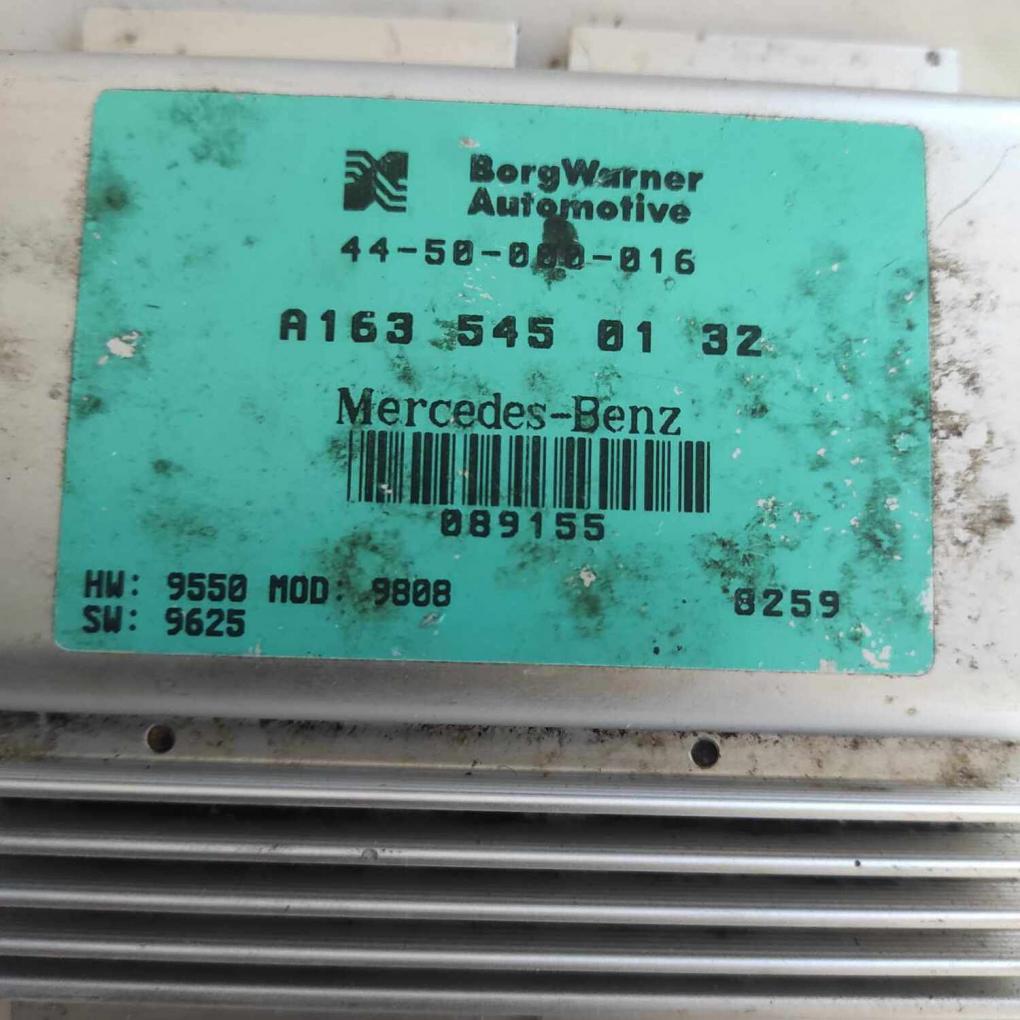 BorgWarner
Automotive
44-50-000-016
A163 545 01 32
Mercedes-Benz
089155
HW: 9550 MOD: 9808
SW: 9625
8259